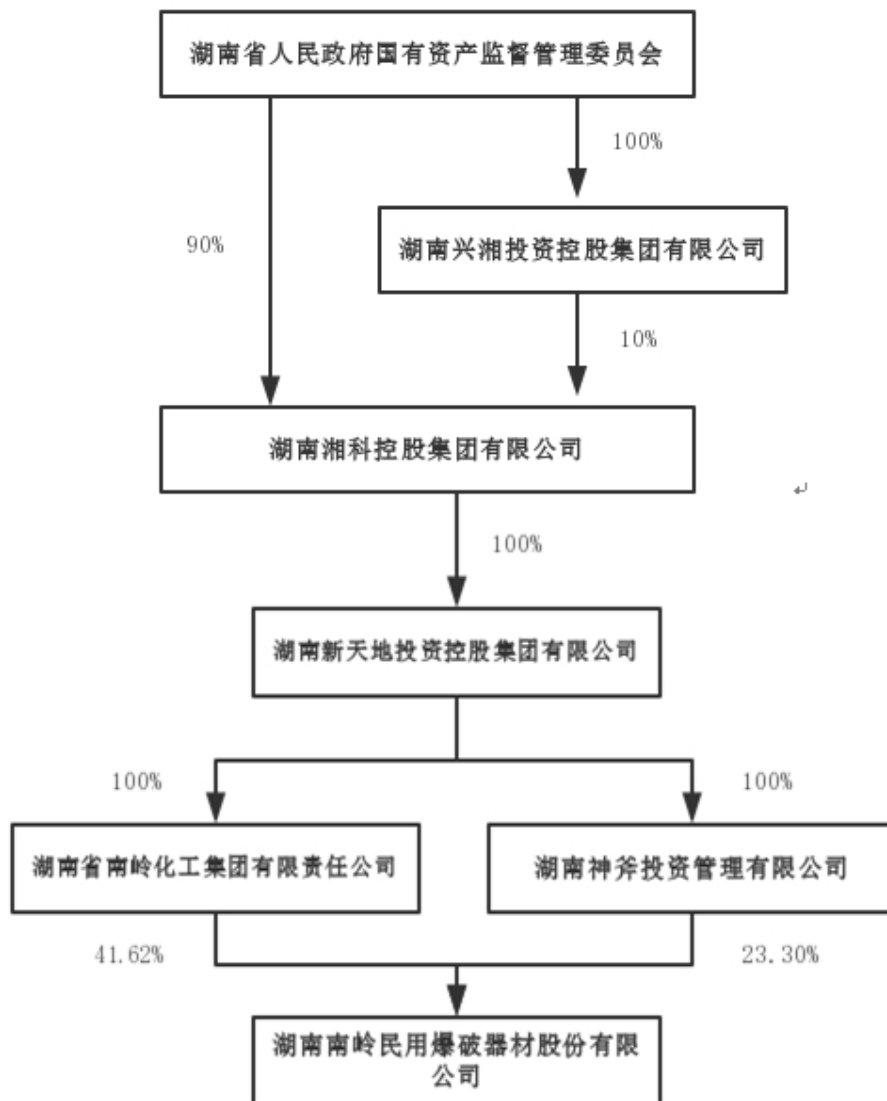 湖南省人民政府国有资产监督管理委员会
100%
90%
湖南兴湘投资控股集团有限公司
10%
湖南湘科控股集团有限公司
100%
湖南新天地投资控股集团有限公司
100%
100%
湖南省南岭化工集团有限责任公司
湖南神斧投资管理有限公司
41.62%
23.30%
湖南南岭民用爆破器材股份有限
公司